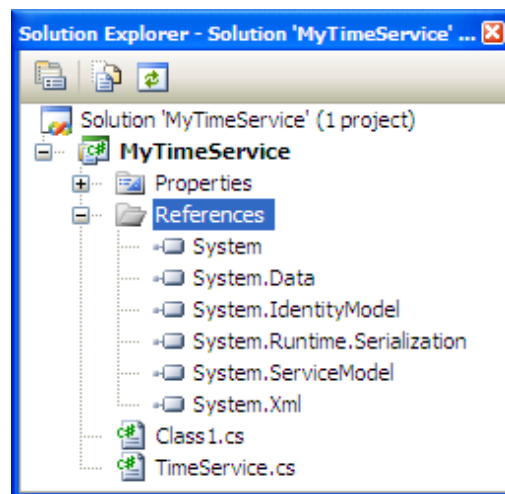 Solution Explorer - Solution 'MyTimeService' ...
Solution 'MyTimeService' (1 project)
MyTimeService
Properties
References
System
System.Data
System.IdentityModel
System.Runtime.Serialization
System.ServiceModel
System.Xml
Class1.cs
TimeService.cs